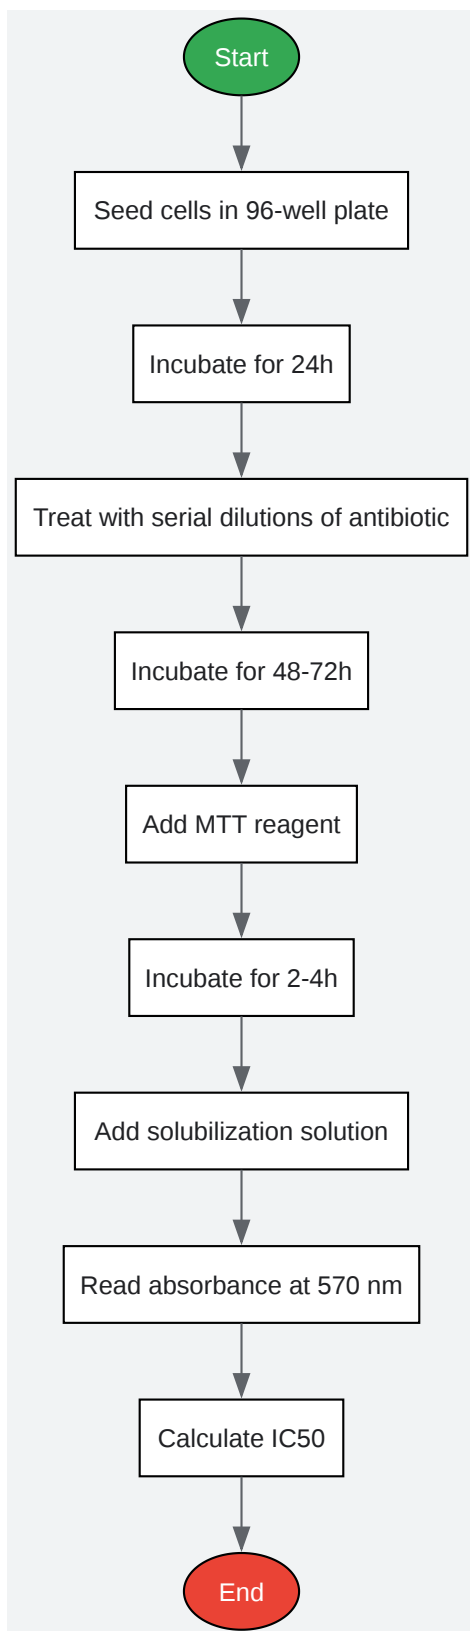 Start
Seed cells in 96-well plate
Incubate for 24h
Treat with serial dilutions of antibiotic
Incubate for 48-72h
Add MTT reagent
Incubate for 2-4h
Add solubilization solution
Read absorbance at 570 nm
Calculate IC50
End